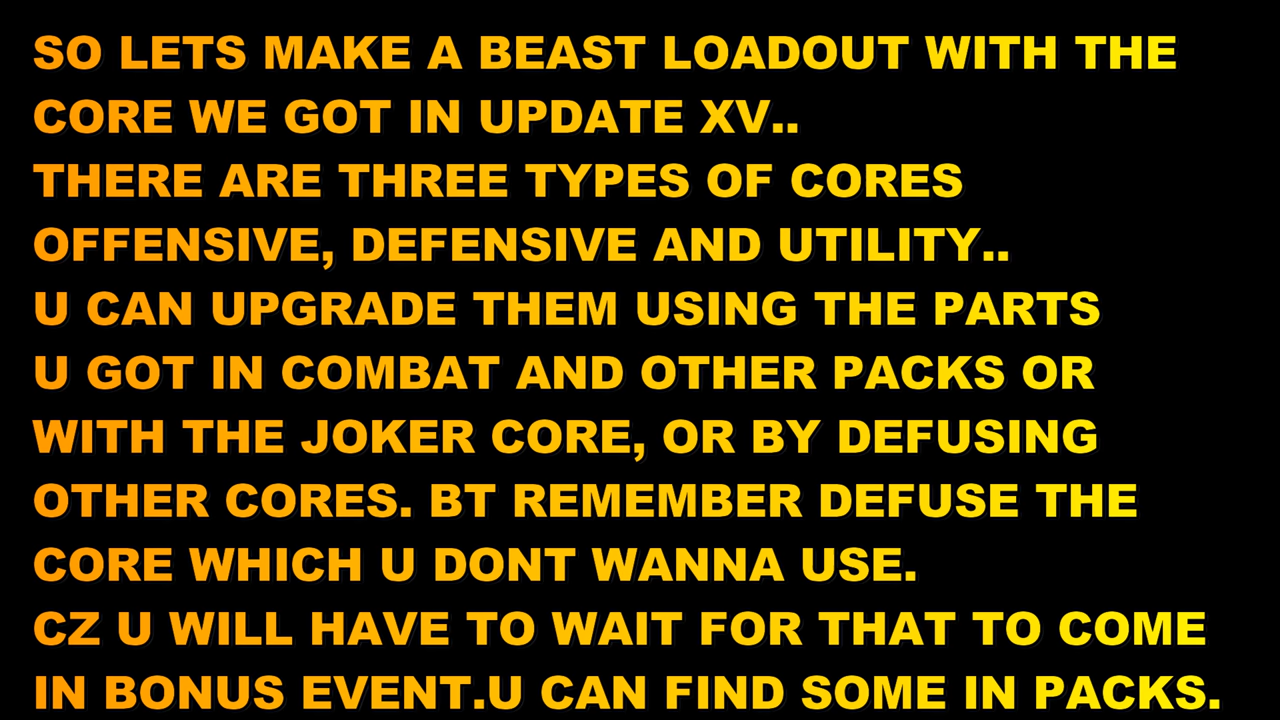 SO LETS MAKE A BEAST LOADOUT WITH THE
CORE WE GOT IN UPDATE XV..
THERE ARE THREE TYPES OF CORES
OFFENSIVE, DEFENSIVE AND UTILITY..
U CAN UPGRADE THEM USING THE PARTS
U GOT IN COMBAT AND OTHER PACKS OR
WITH THE JOKER CORE, OR BY DEFUSING
OTHER CORES. BT REMEMBER DEFUSE THE
CORE WHICH U DONT WANNA USE.
CZ U WILL HAVE TO WAIT FOR THAT TO COME
IN BONUS EVENT.U CAN FIND SOME IN PACKS.